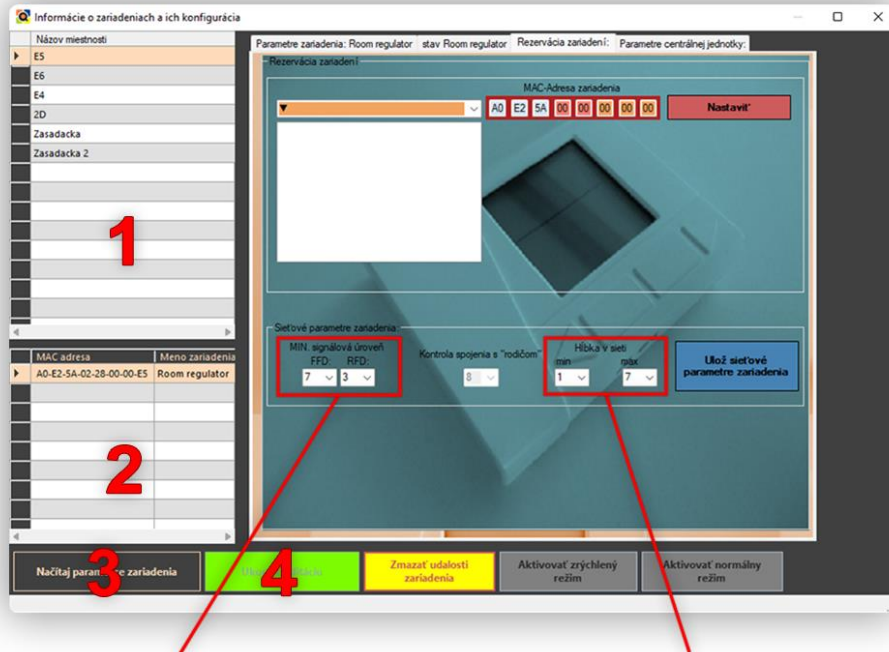 Informácie o zariadeniach a ich konfigurácia
Názov miestnosti
E5
E6
E4
2D
Zasadacka
Zasadacka 2
1
MAC adresa Meno zariadenia
A0-E2-5A-02-28-00-00-E5 Room regulator
2
Parametre zariadenia: Room regulator stav Room regulator Rezervácia zariadení: Parametre centrálnej jednotky:
Rezervácia zariadení
MAC-Adresa zariadenia
A0 E2 5A 00 00 00 00 00 Nastaviť
Sieťové parametre zariadenia
MIN. signálová úroveň
FFD: RFD:
7 3
Kontrola spojenia s "rodičom"
8
Hĺbka v sieti
min max
1 7
Ulož sieťové
parametre zariadenia
Načítaj parametre zariadenia
3
4
Zmazať udalosti
zariadenia
Aktivovať zrýchlený
režim
Aktivovať normálny
režim